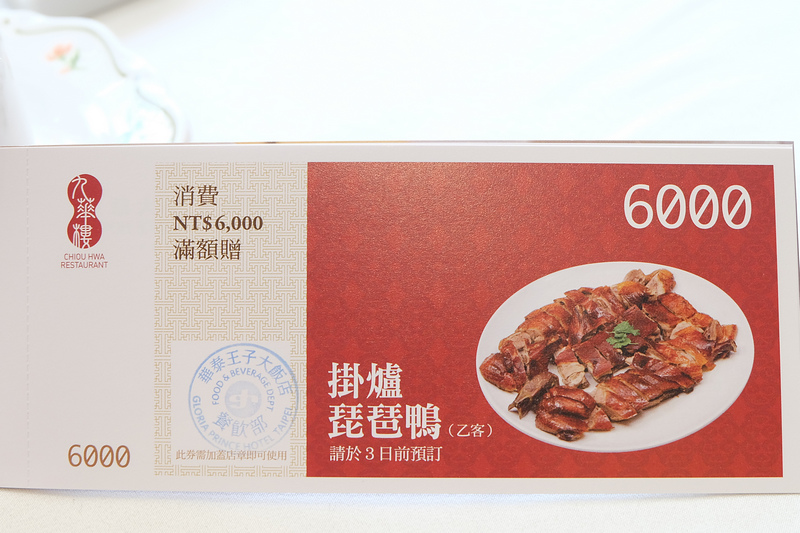 九華樓
CHIOU HWA
RESTAURANT
6000
消費
NT$6,000
滿額贈
華泰王子大飯店
FOOD & BEVERAGE DEPT
餐飲部
GLORIA PRINCE HOTEL TAIPEI
此券需加蓋店章即可使用
6000
掛爐
琵琶鴨（乙客）
請於3日前預訂